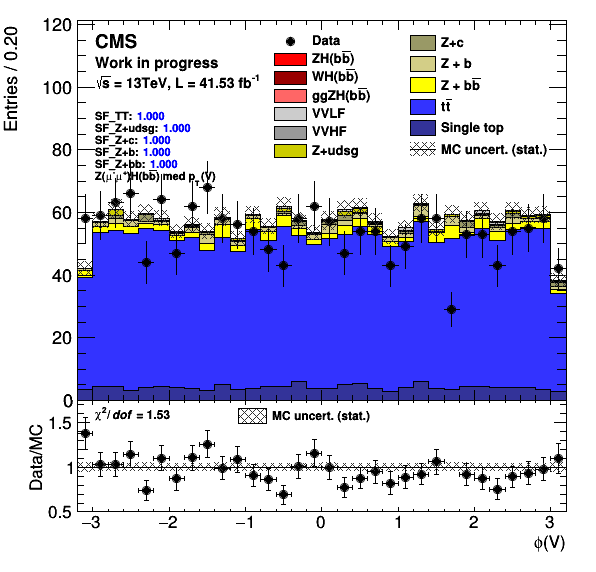 CMS
Work in progress
√s = 13TeV, L = 41.53 fb⁻¹
SF_TT: 1.000
SF_Z+udsg: 1.000
SF_Z+c: 1.000
SF_Z+b: 1.000
SF_Z+bb: 1.000
Z(μ⁻μ⁺)H(bb̅) med p_T(V)
Data
ZH(bb̅)
WH(bb̅)
ggZH(bb̅)
VVLF
VVHF
Z+udsg
Z+c
Z + b
Z + bb̅
tt̅
Single top
MC uncert. (stat.)
Entries / 0.20
120
100
80
60
40
20
0
χ²/dof = 1.53
MC uncert. (stat.)
Data/MC
1.5
1
0.5
−3 −2 −1 0 1 2 3
φ(V)